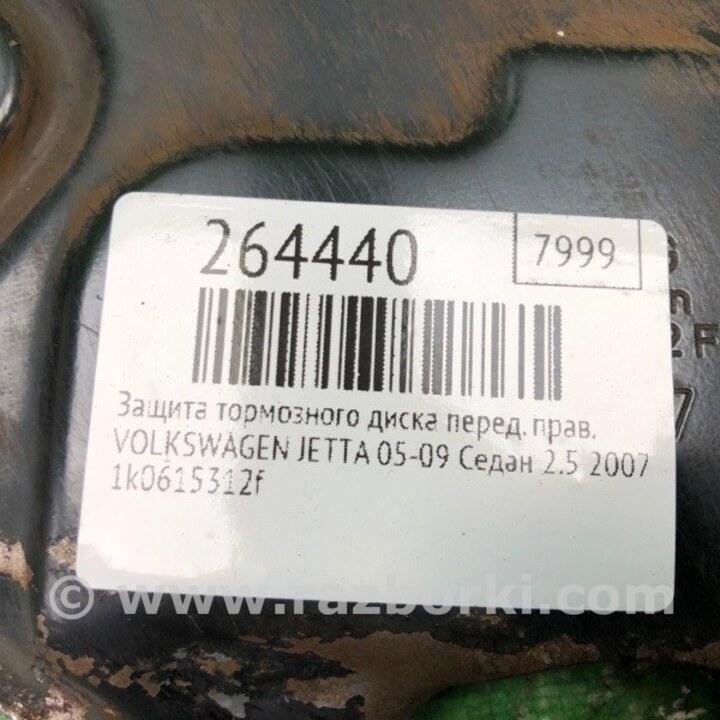 264440
7999
Защита тормозного диска перед. прав.
VOLKSWAGEN JETTA 05-09 Седан 2.5 2007
1k0615312f
© www.razborki.com
2F